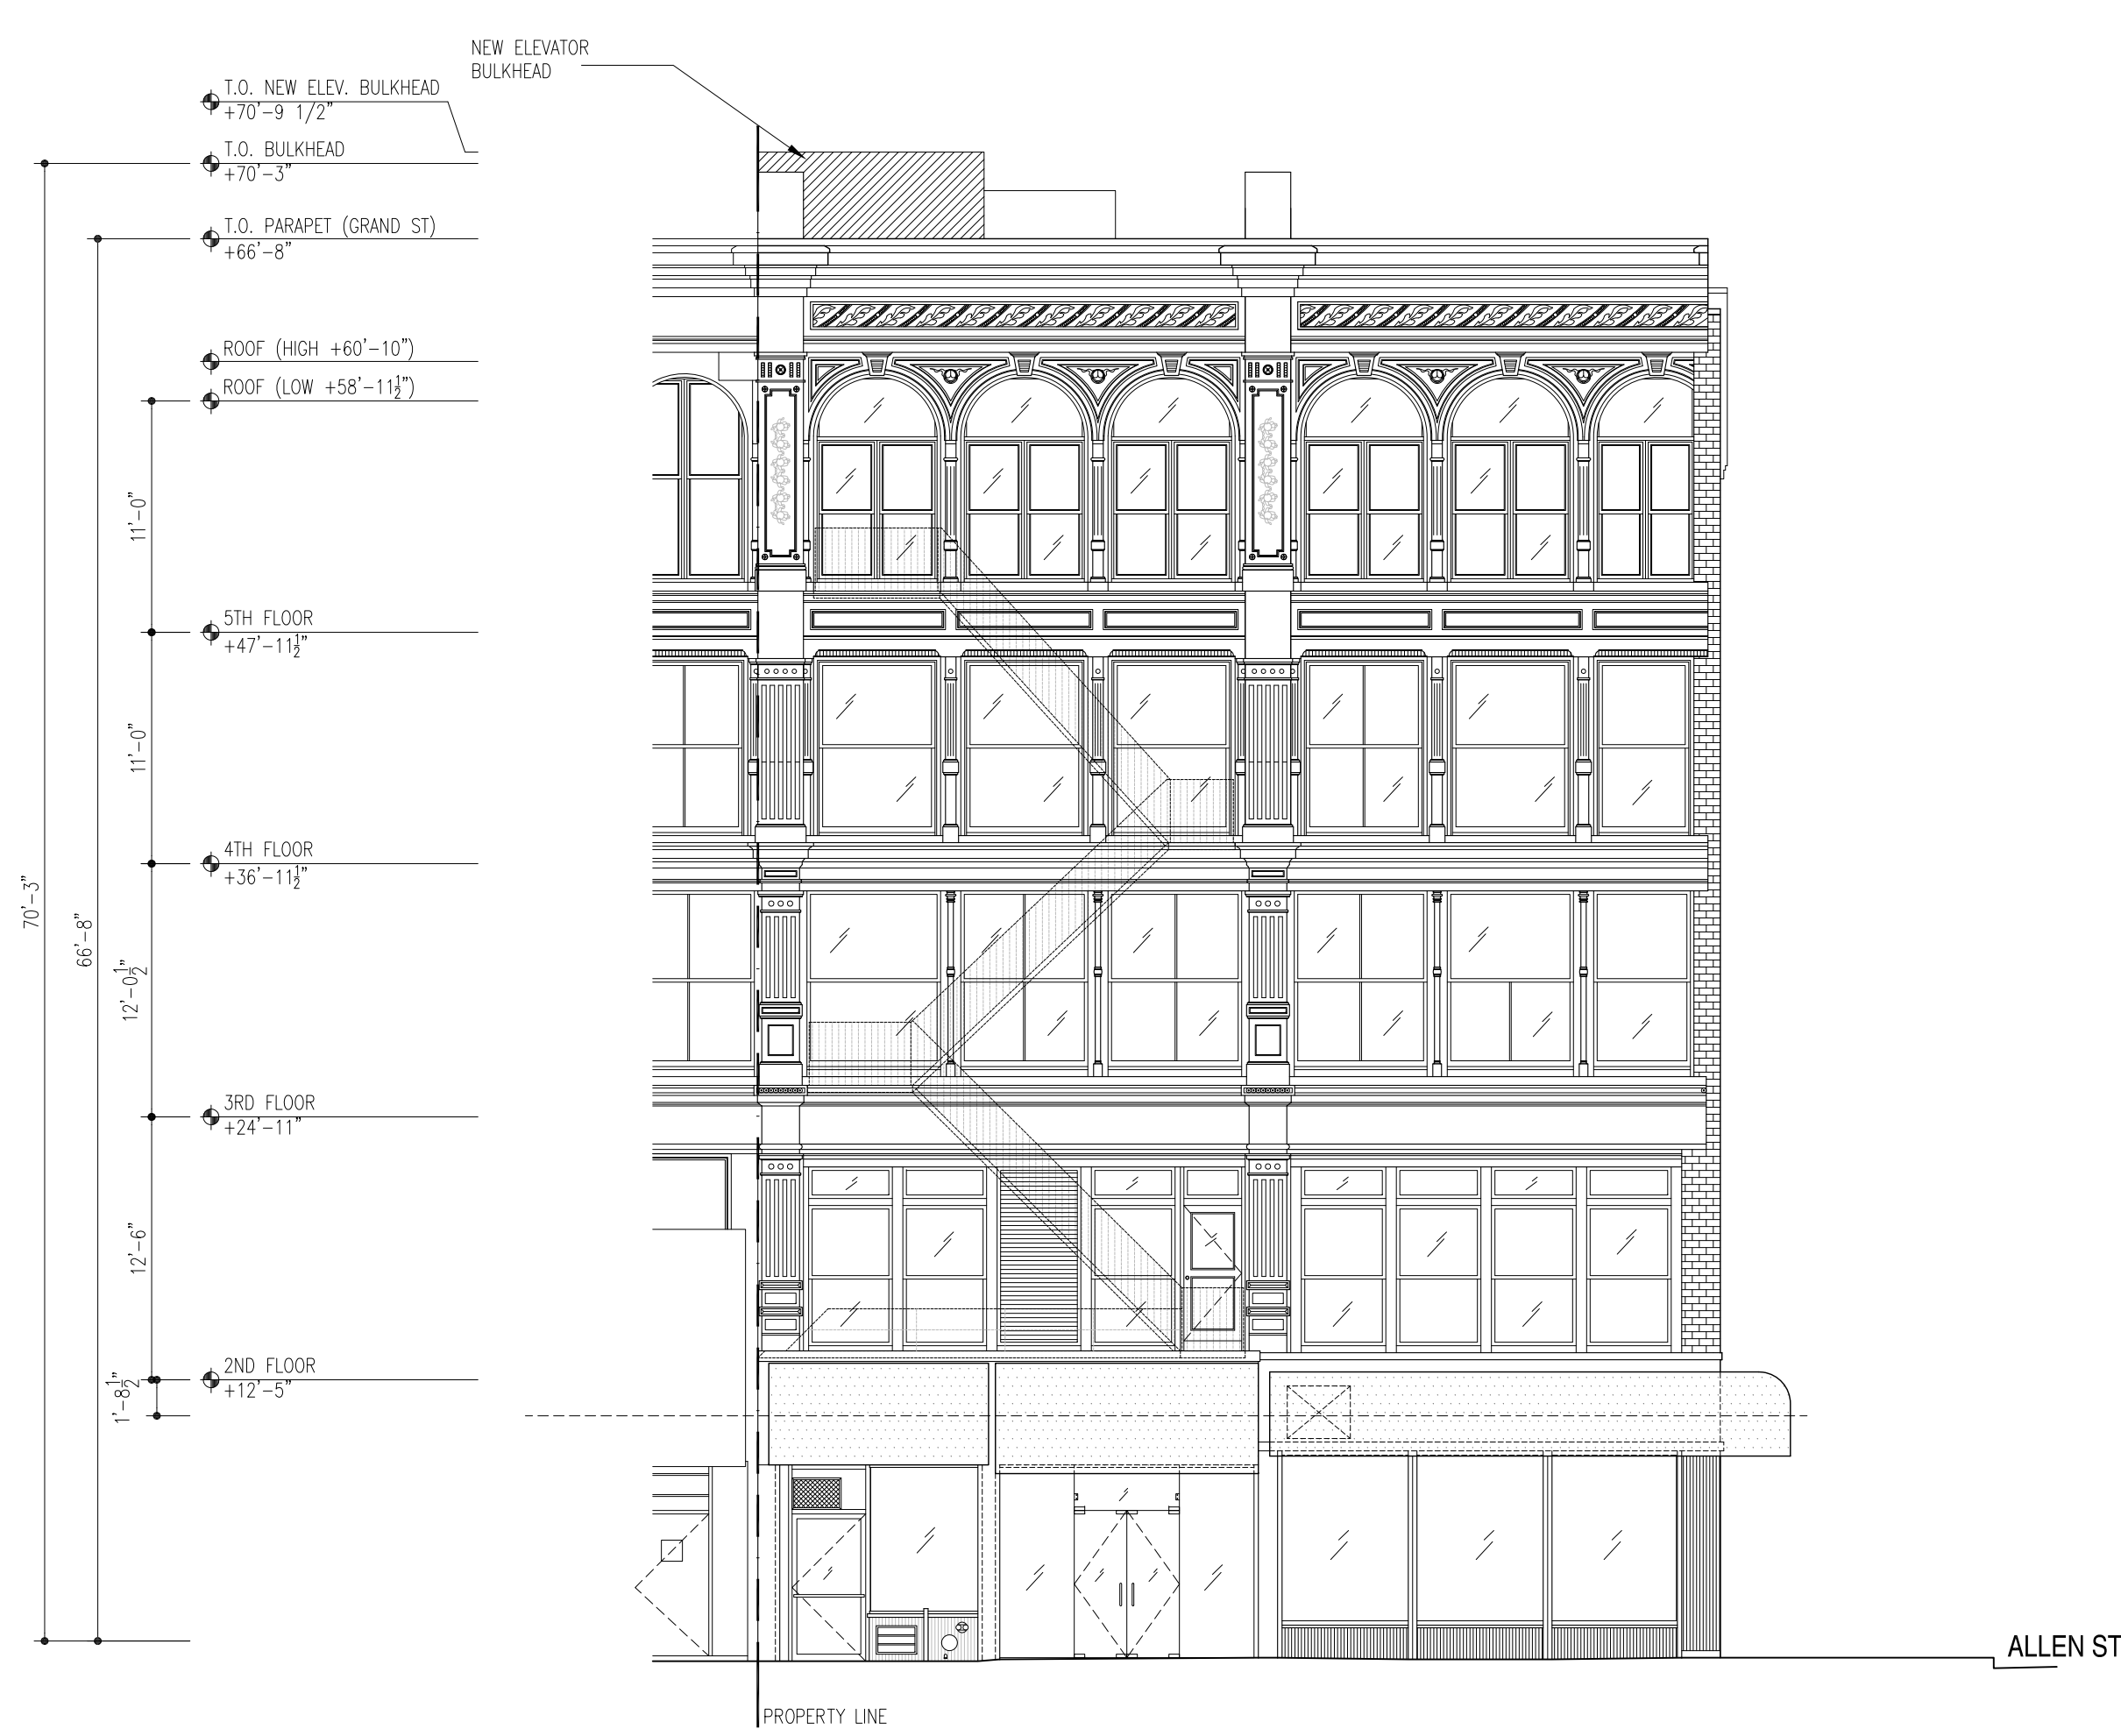 NEW ELEVATOR
BULKHEAD
T.O. NEW ELEV. BULKHEAD
+70'-9 1/2"
T.O. BULKHEAD
+70'-3"
T.O. PARAPET (GRAND ST)
+66'-8"
ROOF (HIGH +60'-10")
ROOF (LOW +58'-11½")
11'-0"
5TH FLOOR
+47'-11½"
11'-0"
4TH FLOOR
+36'-11½"
70'-3"
66'-8"
12'-0½"
3RD FLOOR
+24'-11"
12'-6"
2ND FLOOR
+12'-5"
1'-8½"
ALLEN ST
PROPERTY LINE